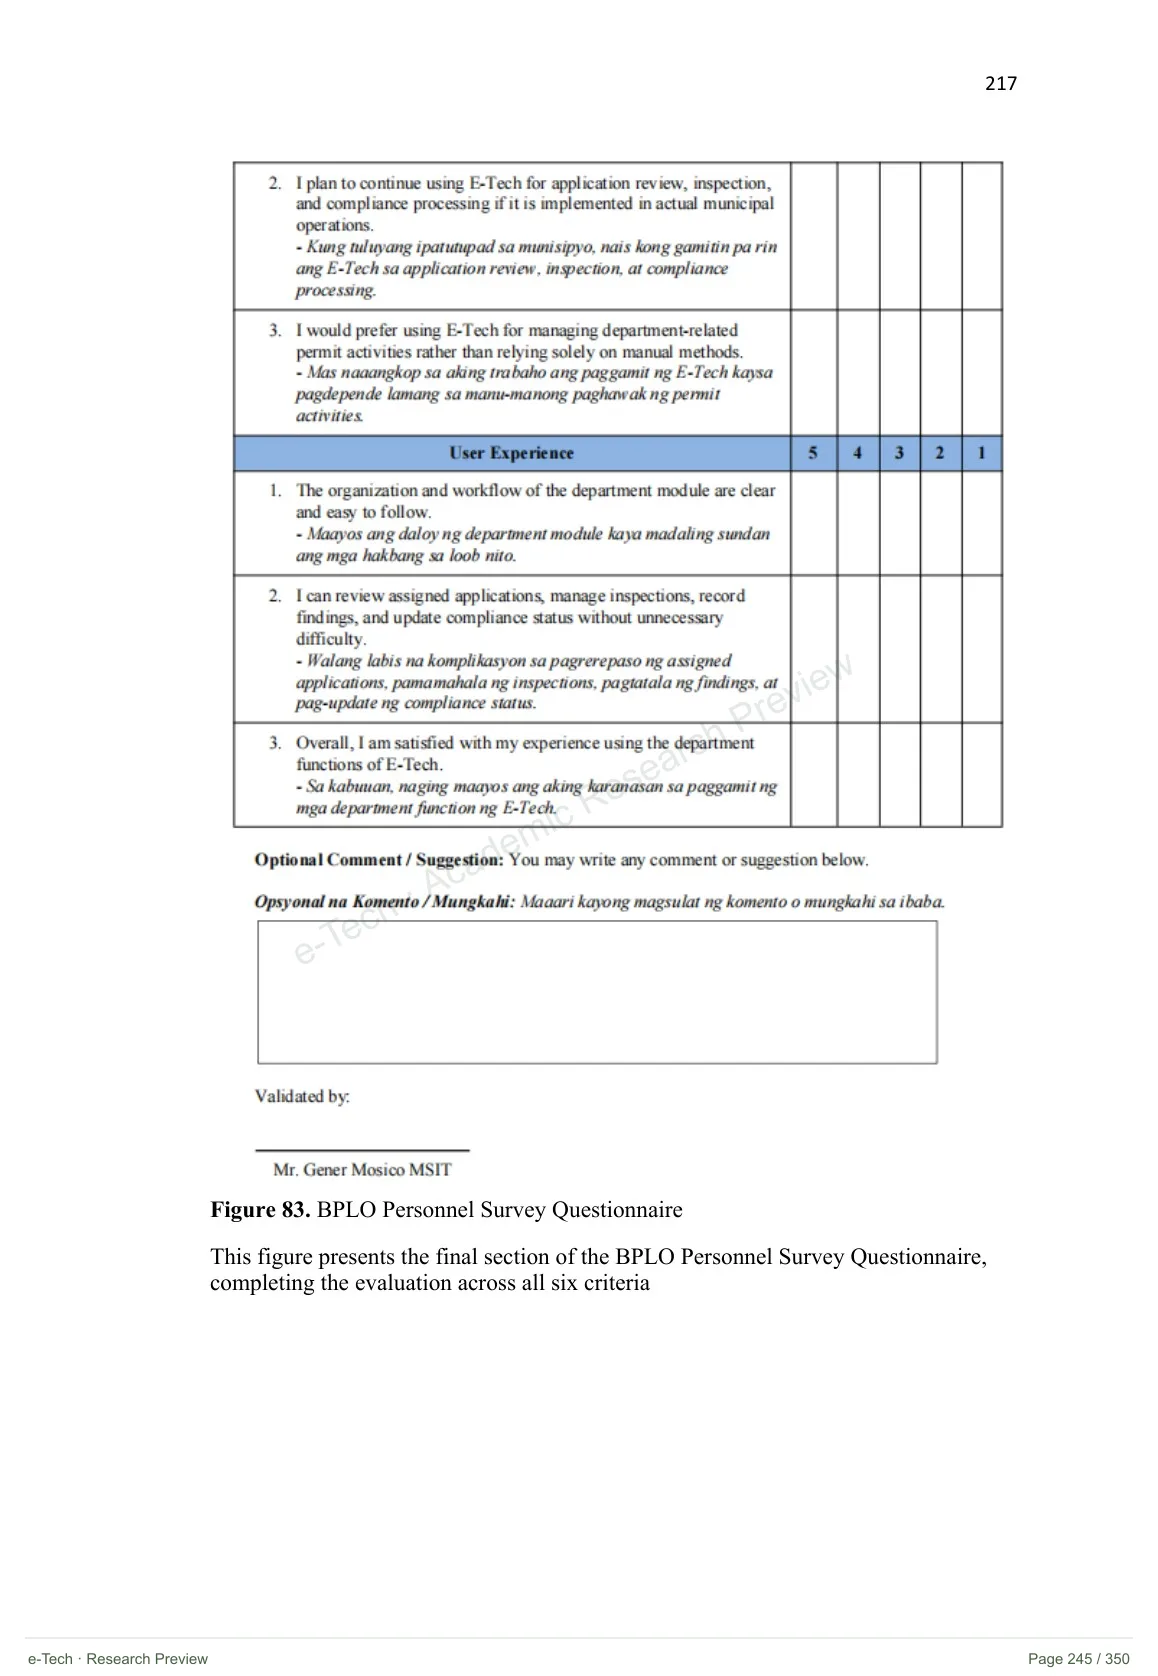 217
2. I plan to continue using E-Tech for application review, inspection,
and compliance processing if it is implemented in actual municipal
operations.
- Kung tuluyang ipatutupad sa munisipyo, nais kong gamitin pa rin
ang E-Tech sa application review, inspection, at compliance
processing.
3. I would prefer using E-Tech for managing department-related
permit activities rather than relying solely on manual methods.
- Mas naaangkop sa aking trabaho ang paggamit ng E-Tech kaysa
pagdepende lamang sa manu-manong paghawak ng permit
activities.
User Experience 5 4 3 2 1
1. The organization and workflow of the department module are clear
and easy to follow.
- Maayos ang daloy ng department module kaya madaling sundan
ang mga hakbang sa loob nito.
2. I can review assigned applications, manage inspections, record
findings, and update compliance status without unnecessary
difficulty.
- Walang labis na komplikasyon sa pagrerepaso ng assigned
applications, pamamahala ng inspections, pagtatala ng findings, at
pag-update ng compliance status.
3. Overall, I am satisfied with my experience using the department
functions of E-Tech.
- Sa kabuuan, naging maayos ang aking karanasan sa paggamit ng
mga department function ng E-Tech.
e-Tech · Academic Research Preview
Optional Comment / Suggestion: You may write any comment or suggestion below.
Opsyonal na Komento / Mungkahi: Maaari kayong magsulat ng komento o mungkahi sa ibaba.
Validated by:
Mr. Gener Mosico MSIT
Figure 83. BPLO Personnel Survey Questionnaire
This figure presents the final section of the BPLO Personnel Survey Questionnaire,
completing the evaluation across all six criteria
e-Tech · Research Preview
Page 245 / 350